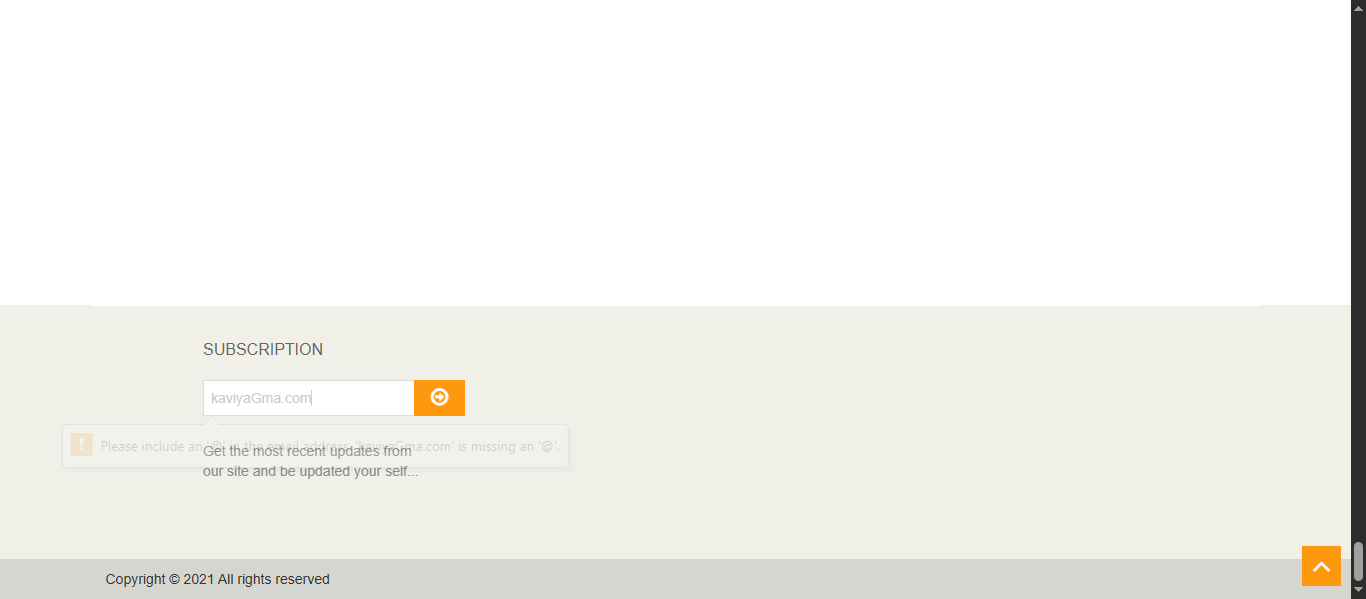 SUBSCRIPTION
kaviyaGma.com
Please include an '@' in the email address. 'kaviyaGma.com' is missing an '@'.
Get the most recent updates from
our site and be updated your self...
Copyright © 2021 All rights reserved